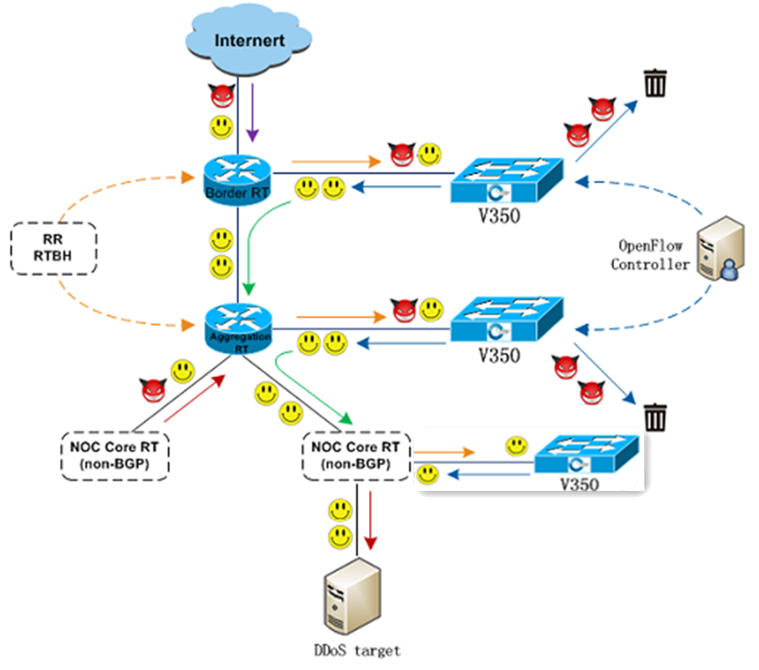 Internert
Border RT
V350
RR
RTBH
OpenFlow
Controller
Aggregation
RT
V350
NOC Core RT
(non-BGP)
NOC Core RT
(non-BGP)
V350
DDoS target